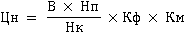 Цн = В × Нп / Нк × Кф × Км